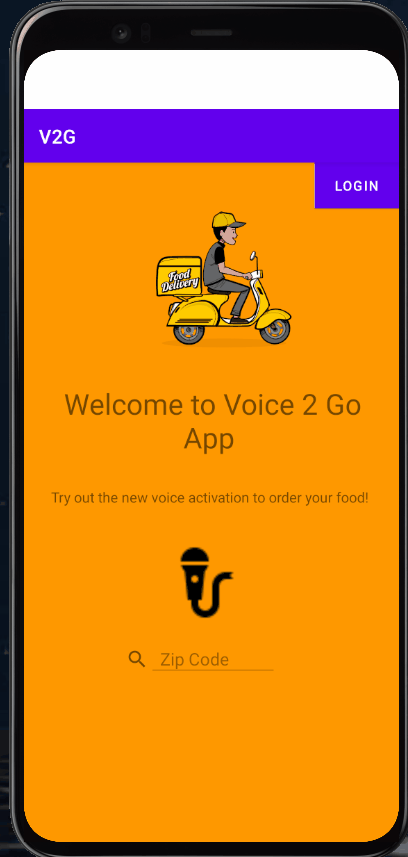 V2G
LOGIN
Food
Delivery
Welcome to Voice 2 Go
App
Try out the new voice activation to order your food!
Zip Code